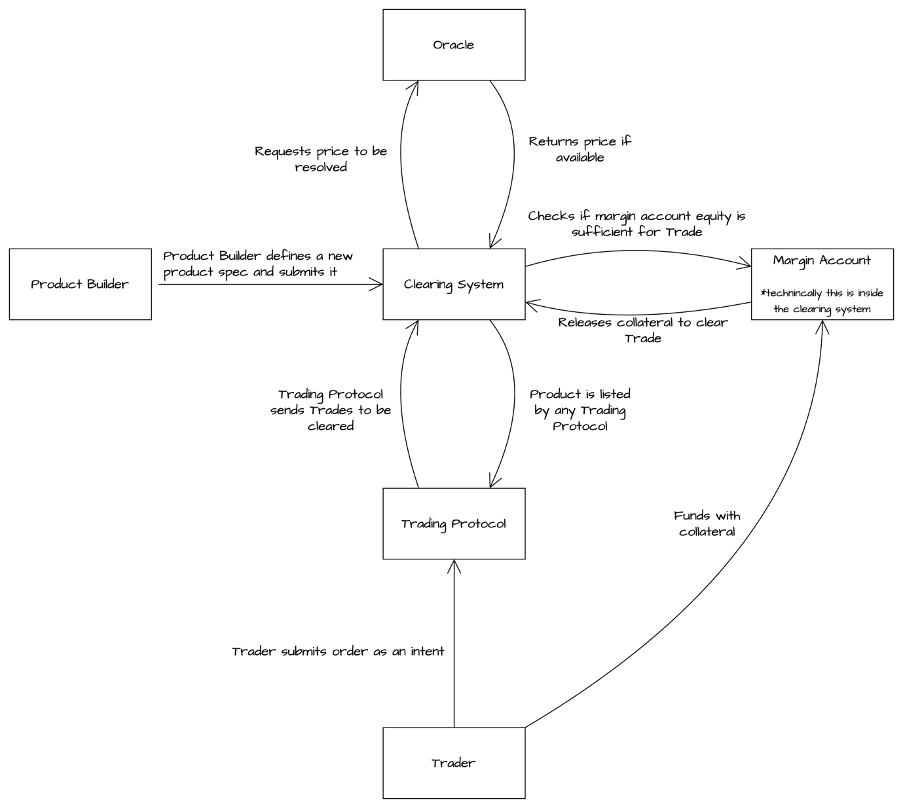 Oracle
Requests price to be
resolved
Returns price if
available
Checks if margin account equity is
sufficient for Trade
Product Builder
Product Builder defines a new
product spec and submits it
Clearing System
Margin Account
*technincally this is inside
the clearing system
Releases collateral to clear
Trade
Trading Protocol
sends Trades to be
cleared
Product is listed
by any Trading
Protocol
Trading Protocol
Funds with
collateral
Trader submits order as an intent
Trader